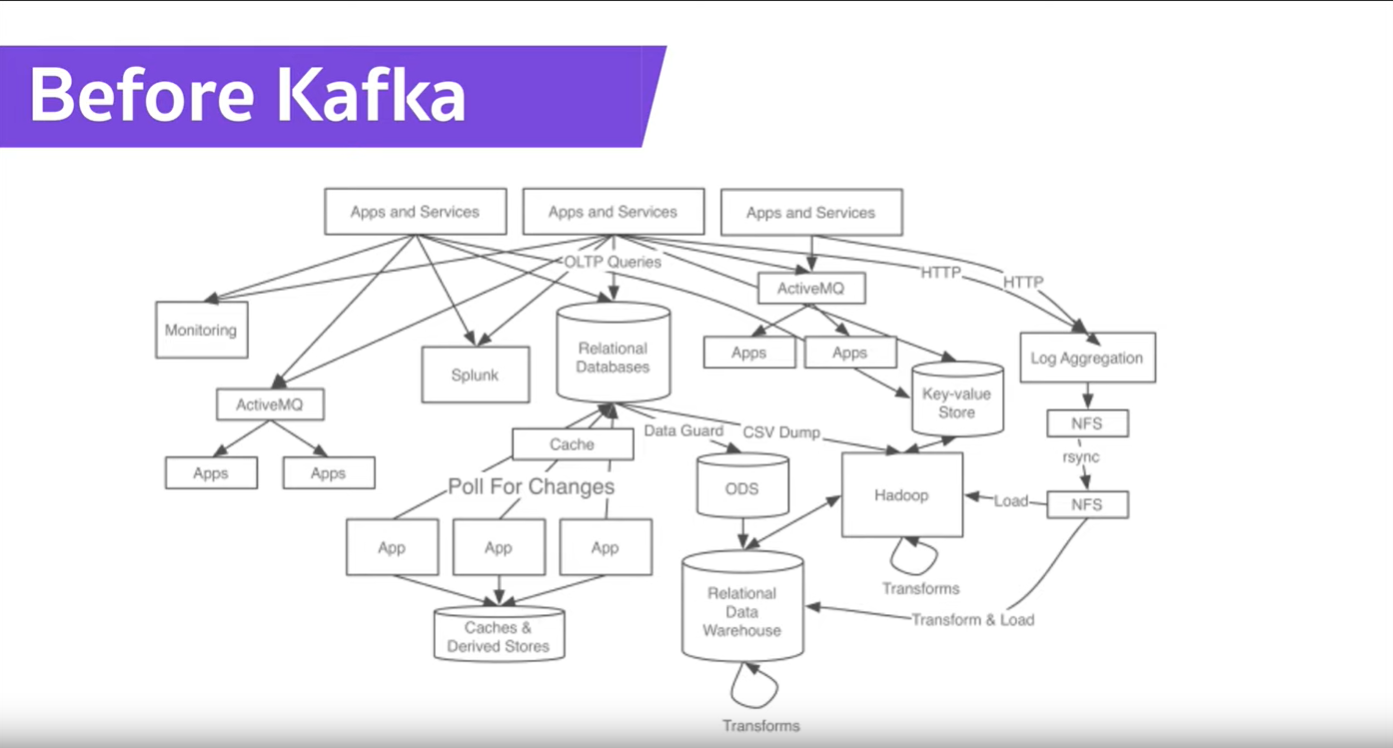 Before Kafka
Apps and Services
Apps and Services
Apps and Services
OLTP Queries
HTTP
HTTP
ActiveMQ
Monitoring
Relational
Databases
Apps
Apps
Log Aggregation
Splunk
Key-value
Store
ActiveMQ
NFS
Data Guard
CSV Dump
Cache
rsync
Apps
Apps
Poll For Changes
ODS
Hadoop
Load
NFS
App
App
App
Transforms
Relational
Data
Warehouse
Transform & Load
Caches &
Derived Stores
Transforms